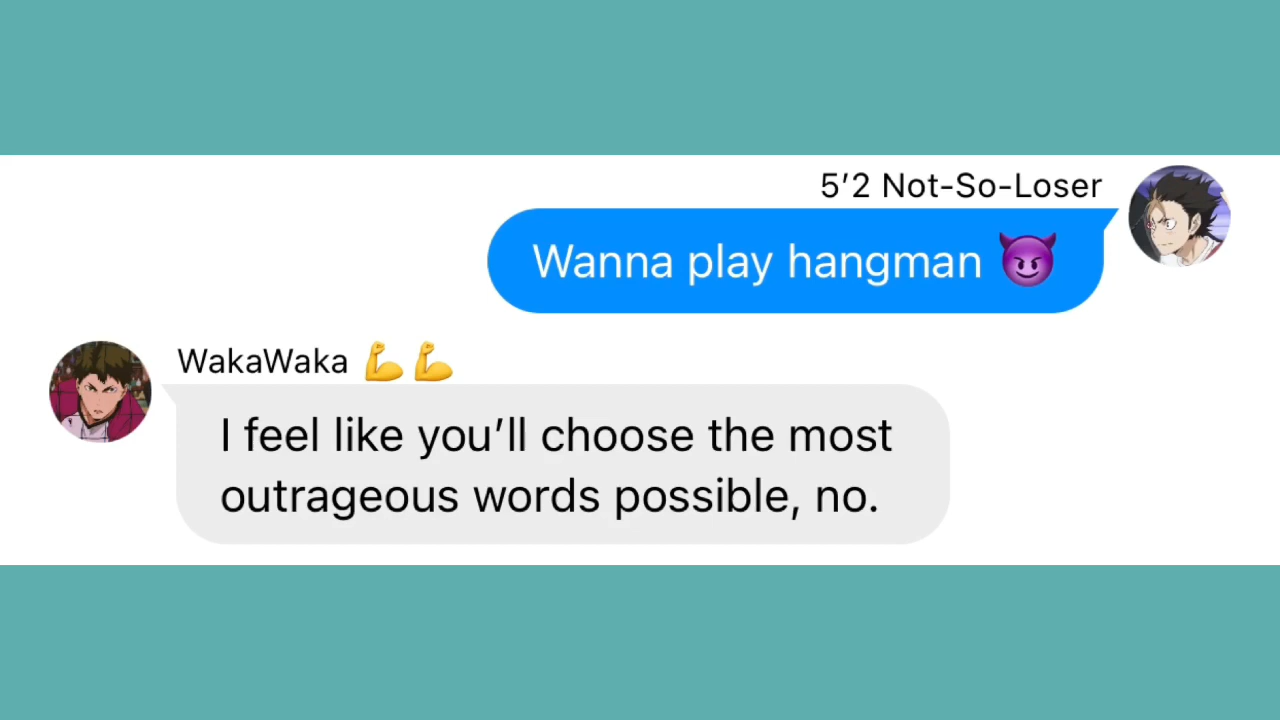 5′2 Not-So-Loser
Wanna play hangman 😈
WakaWaka 💪💪
I feel like you’ll choose the most
outrageous words possible, no.